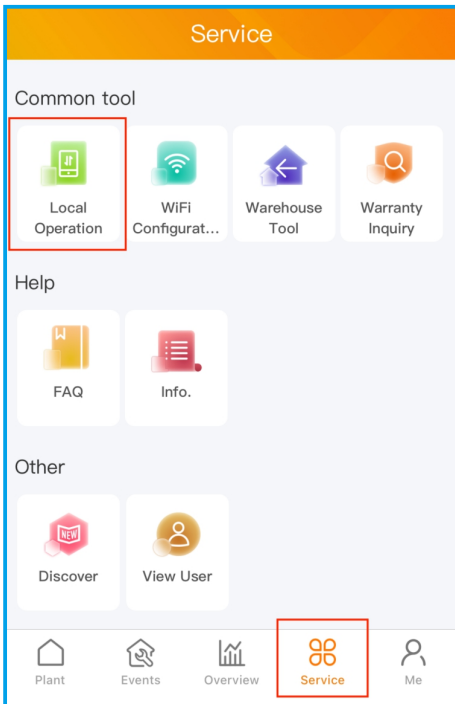 Service
Common tool
Local
Operation
WiFi
Configurat...
Warehouse
Tool
Warranty
Inquiry
Help
FAQ
Info.
Other
NEW
Discover
View User
Plant
Events
Overview
Service
Me